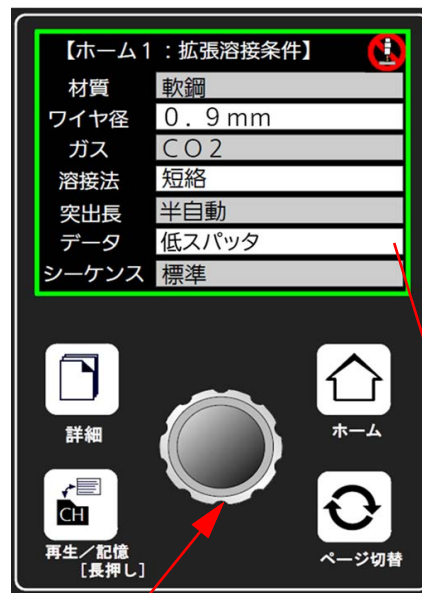 【ホーム1:拡張溶接条件】
材質 軟鋼
ワイヤ径 0.9mm
ガス CO2
溶接法 短絡
突出長 半自動
データ 低スパッタ
シーケンス 標準
詳細
ホーム
CH
再生/記憶
[長押し]
ページ切替